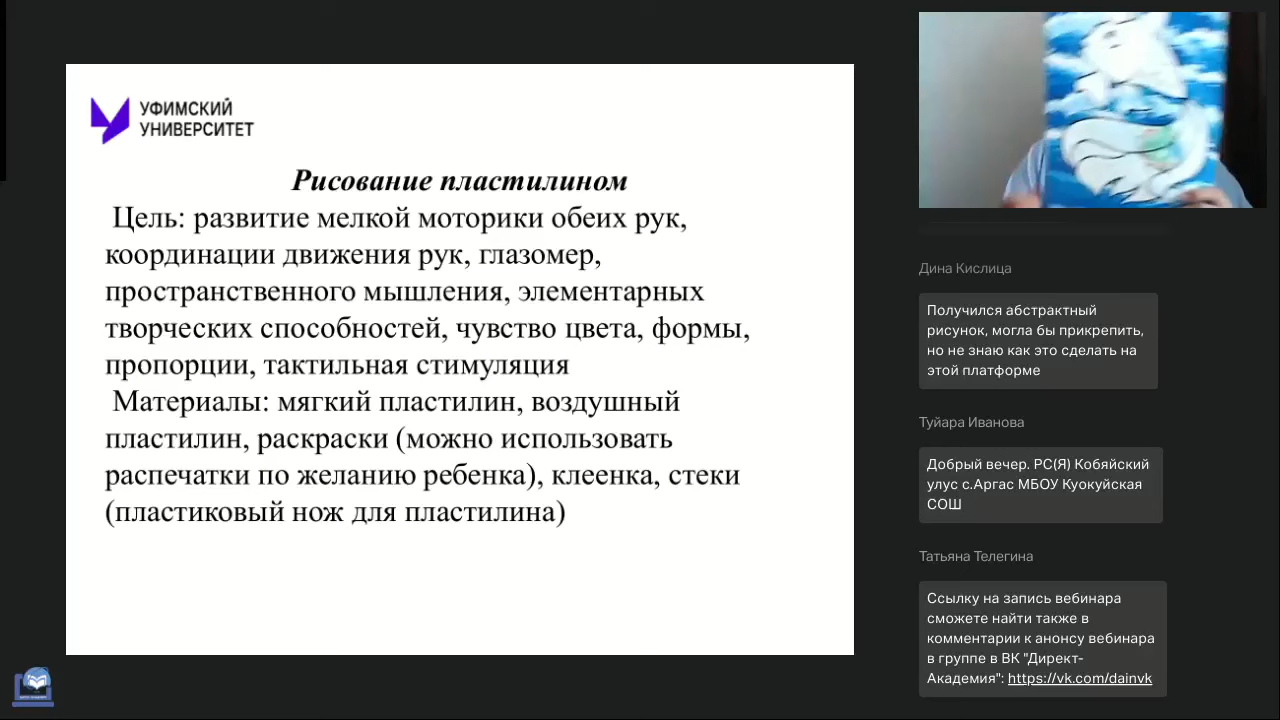 УФИМСКИЙ
УНИВЕРСИТЕТ
Рисование пластилином
Цель: развитие мелкой моторики обеих рук,
координации движения рук, глазомер,
пространственного мышления, элементарных
творческих способностей, чувство цвета, формы,
пропорции, тактильная стимуляция
Материалы: мягкий пластилин, воздушный
пластилин, раскраски (можно использовать
распечатки по желанию ребенка), клеенка, стеки
(пластиковый нож для пластилина)
Дина Кислица
Получился абстрактный
рисунок, могла бы прикрепить,
но не знаю как это сделать на
этой платформе
Туйара Иванова
Добрый вечер. РС(Я) Кобяйский
улус с.Аргас МБОУ Куокуйская
СОШ
Татьяна Телегина
Ссылку на запись вебинара
сможете найти также в
комментарии к анонсу вебинара
в группе в ВК "Директ-
Академия": https://vk.com/dainvk